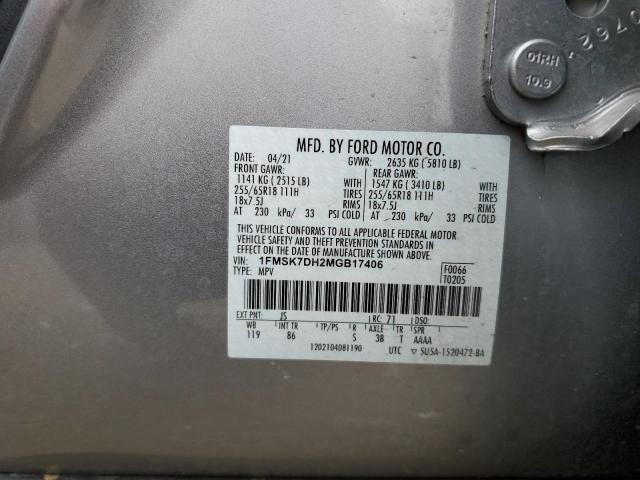 0762
01RH
10.9
MFD. BY FORD MOTOR CO.
DATE: 04/21 GVWR: 2635 KG ( 5810 LB)
FRONT GAWR: REAR GAWR:
1141 KG ( 2515 LB) WITH 1547 KG ( 3410 LB) WITH
255/65R18 111H TIRES 255/65R18 111H TIRES
18x7.5J RIMS 18x7.5J RIMS
AT 230 kPa/ 33 PSI COLD AT 230 kPa/ 33 PSI COLD
THIS VEHICLE CONFORMS TO ALL APPLICABLE FEDERAL MOTOR
VEHICLE SAFETY AND THEFT PREVENTION STANDARDS IN
EFFECT ON THE DATE OF MANUFACTURE SHOWN ABOVE.
VIN: 1FMSK7DH2MGB17406 F0066
TYPE: MPV T0205
EXT PNT: JS RC: 71 DSO:
WB INT TR TP/PS R AXLE TR SPR
119 86 S 38 T AAAA
1202104081190 UTC ▽ 5U5A-1520472-BA